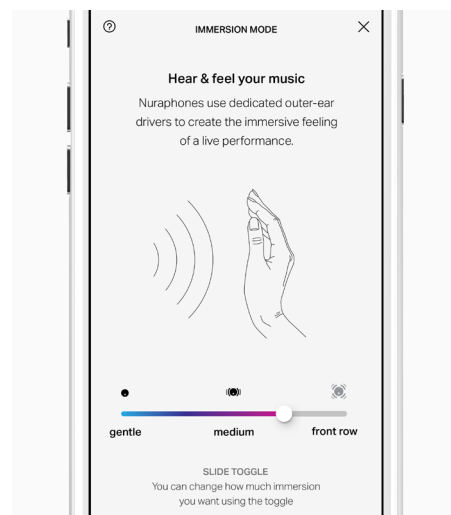 IMMERSION MODE
Hear & feel your music
Nuraphones use dedicated outer-ear
drivers to create the immersive feeling
of a live performance.
gentle medium front row
SLIDE TOGGLE
You can change how much immersion
you want using the toggle